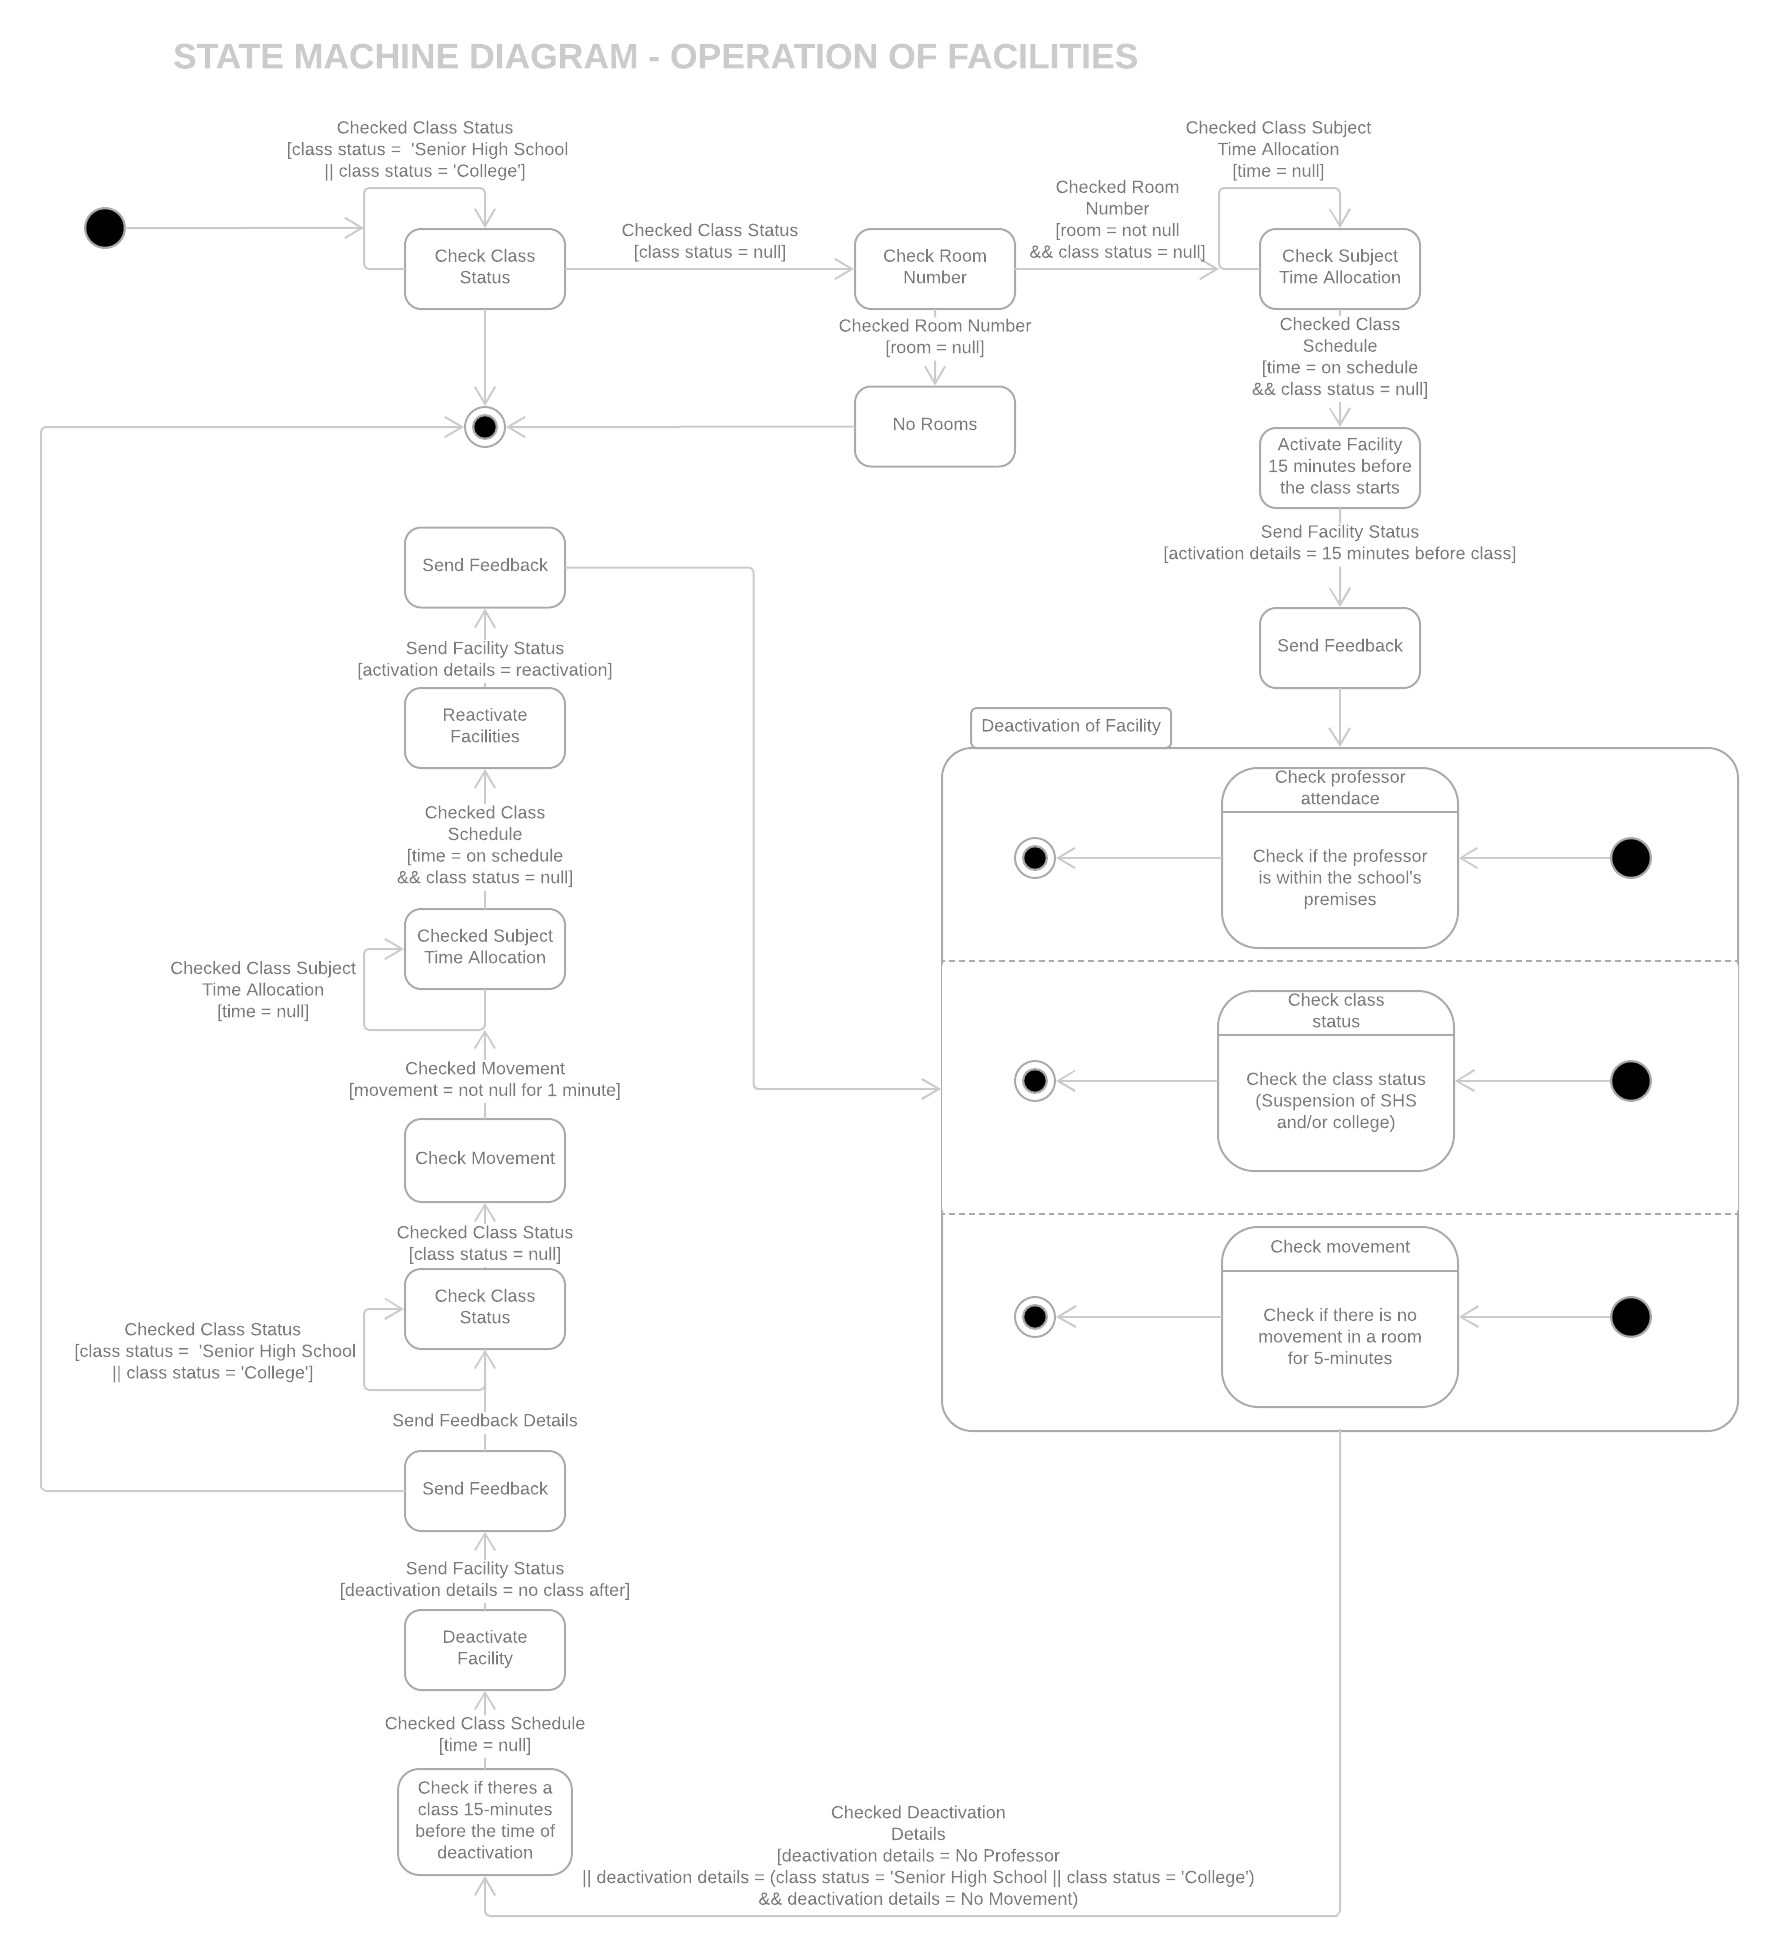 STATE MACHINE DIAGRAM - OPERATION OF FACILITIES
Checked Class Status
[class status =  'Senior High School
|| class status = 'College']
Check Class
Status
Checked Class Status
[class status = null]
Check Room
Number
Checked Room
Number
[room = not null
&& class status = null]
Checked Class Subject
Time Allocation
[time = null]
Check Subject
Time Allocation
Checked Room Number
[room = null]
No Rooms
Checked Class
Schedule
[time = on schedule
&& class status = null]
Activate Facility
15 minutes before
the class starts
Send Facility Status
[activation details = 15 minutes before class]
Send Feedback
Deactivation of Facility
Check professor
attendace
Check if the professor
is within the school's
premises
Check class
status
Check the class status
(Suspension of SHS
and/or college)
Check movement
Check if there is no
movement in a room
for 5-minutes
Send Feedback
Send Facility Status
[activation details = reactivation]
Reactivate
Facilities
Checked Class
Schedule
[time = on schedule
&& class status = null]
Checked Subject
Time Allocation
Checked Class Subject
Time Allocation
[time = null]
Checked Movement
[movement = not null for 1 minute]
Check Movement
Checked Class Status
[class status = null]
Check Class
Status
Checked Class Status
[class status =  'Senior High School
|| class status = 'College']
Send Feedback Details
Send Feedback
Send Facility Status
[deactivation details = no class after]
Deactivate
Facility
Checked Class Schedule
[time = null]
Check if theres a
class 15-minutes
before the time of
deactivation
Checked Deactivation
Details
[deactivation details = No Professor
|| deactivation details = (class status = 'Senior High School || class status = 'College')
&& deactivation details = No Movement)